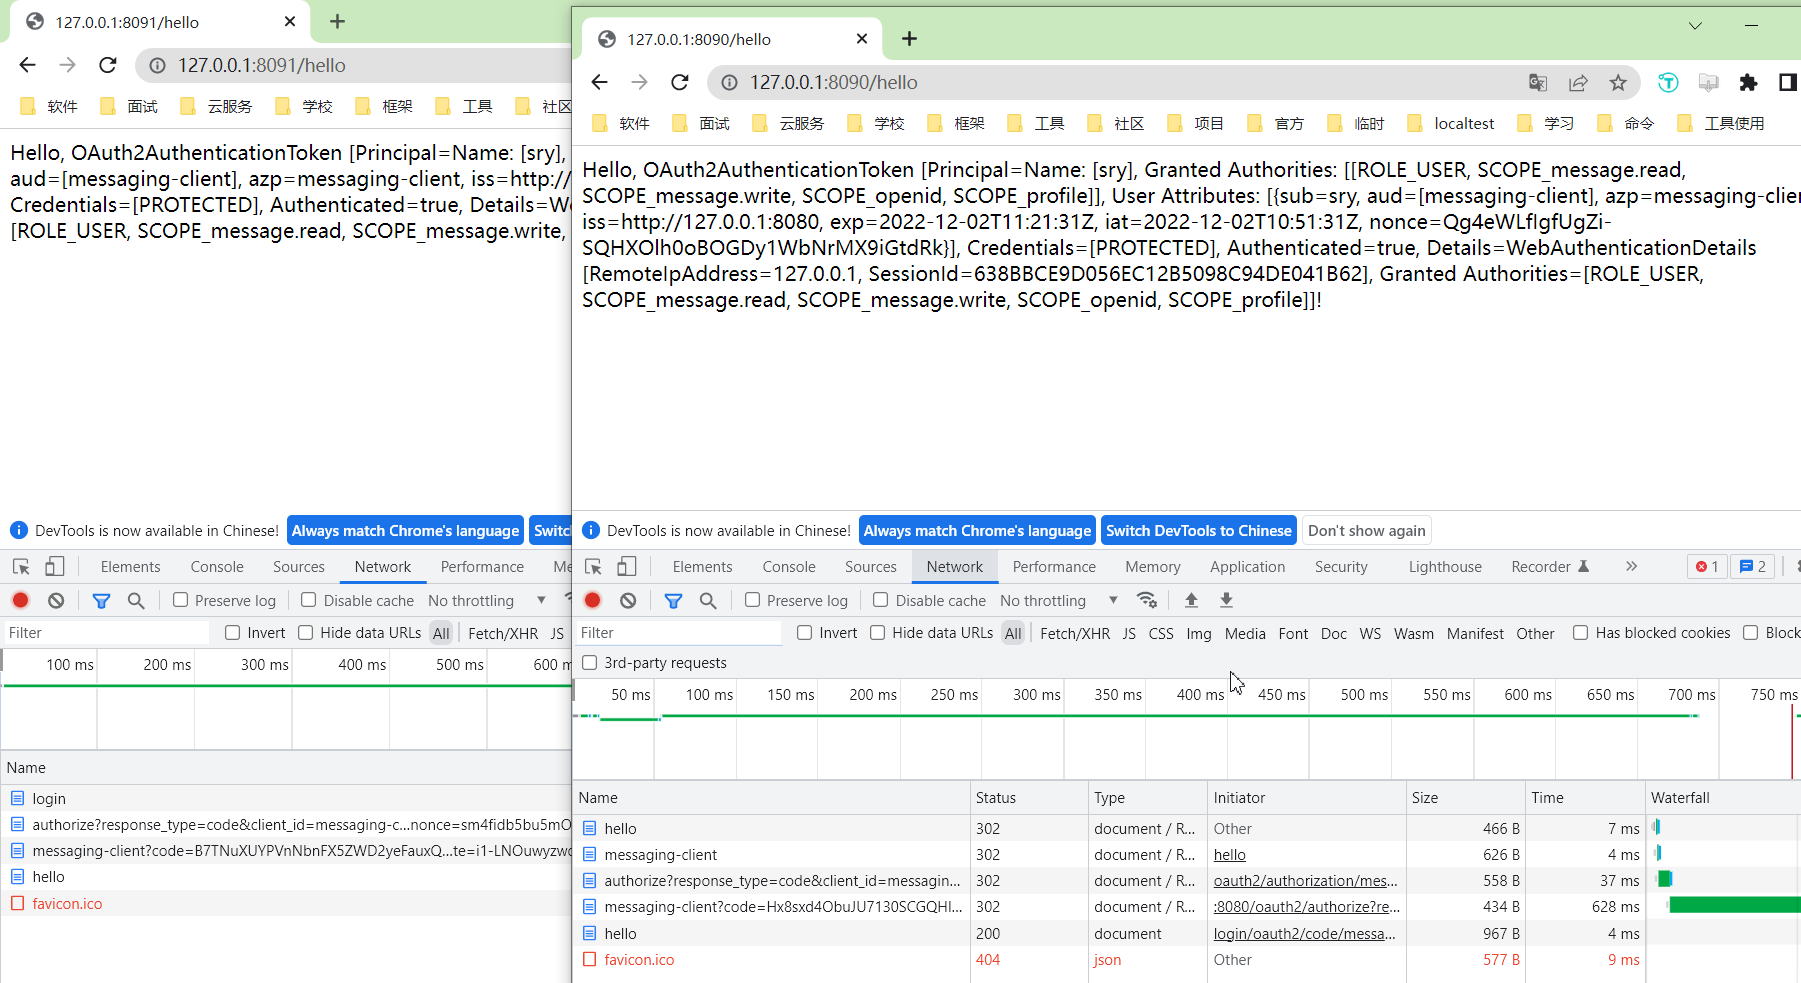 127.0.0.1:8091/hello
127.0.0.1:8091/hello
软件 面试 云服务 学校 框架 工具 社区
Hello, OAuth2AuthenticationToken [Principal=Name: [sry],
aud=[messaging-client], azp=messaging-client, iss=http://
Credentials=[PROTECTED], Authenticated=true, Details=We
[ROLE_USER, SCOPE_message.read, SCOPE_message.write,
DevTools is now available in Chinese! Always match Chrome's language Switc
Elements Console Sources Network Performance Me
Preserve log Disable cache No throttling
Filter Invert Hide data URLs All Fetch/XHR JS
100 ms 200 ms 300 ms 400 ms 500 ms 600 m
Name
login
authorize?response_type=code&client_id=messaging-c...nonce=sm4fidb5bu5mO
messaging-client?code=B7TNuXUYPVnNbnFX5ZWD2yeFauxQ...te=i1-LNOuwyzwc
hello
favicon.ico
127.0.0.1:8090/hello
127.0.0.1:8090/hello
软件 面试 云服务 学校 框架 工具 社区 项目 官方 临时 localtest 学习 命令 工具使用
Hello, OAuth2AuthenticationToken [Principal=Name: [sry], Granted Authorities: [[ROLE_USER, SCOPE_message.read,
SCOPE_message.write, SCOPE_openid, SCOPE_profile]], User Attributes: [{sub=sry, aud=[messaging-client], azp=messaging-clie
iss=http://127.0.0.1:8080, exp=2022-12-02T11:21:31Z, iat=2022-12-02T10:51:31Z, nonce=Qg4eWLfIgfUgZi-
SQHXOlh0oBOGDy1WbNrMX9iGtdRk}], Credentials=[PROTECTED], Authenticated=true, Details=WebAuthenticationDetails
[RemoteIpAddress=127.0.0.1, SessionId=638BBCE9D056EC12B5098C94DE041B62], Granted Authorities=[ROLE_USER,
SCOPE_message.read, SCOPE_message.write, SCOPE_openid, SCOPE_profile]]!
DevTools is now available in Chinese! Always match Chrome's language Switch DevTools to Chinese Don't show again
Elements Console Sources Network Performance Memory Application Security Lighthouse Recorder 1 2
Preserve log Disable cache No throttling
Filter Invert Hide data URLs All Fetch/XHR JS CSS Img Media Font Doc WS Wasm Manifest Other Has blocked cookies Block
3rd-party requests
50 ms 100 ms 150 ms 200 ms 250 ms 300 ms 350 ms 400 ms 450 ms 500 ms 550 ms 600 ms 650 ms 700 ms 750 ms
Name Status Type Initiator Size Time Waterfall
hello 302 document / R... Other 466 B 7 ms
messaging-client 302 document / R... hello 626 B 4 ms
authorize?response_type=code&client_id=messagin... 302 document / R... oauth2/authorization/mes... 558 B 37 ms
messaging-client?code=Hx8sxd4ObuJU7130SCGQHl... 302 document / R... :8080/oauth2/authorize?re... 434 B 628 ms
hello 200 document login/oauth2/code/messa... 967 B 4 ms
favicon.ico 404 json Other 577 B 9 ms